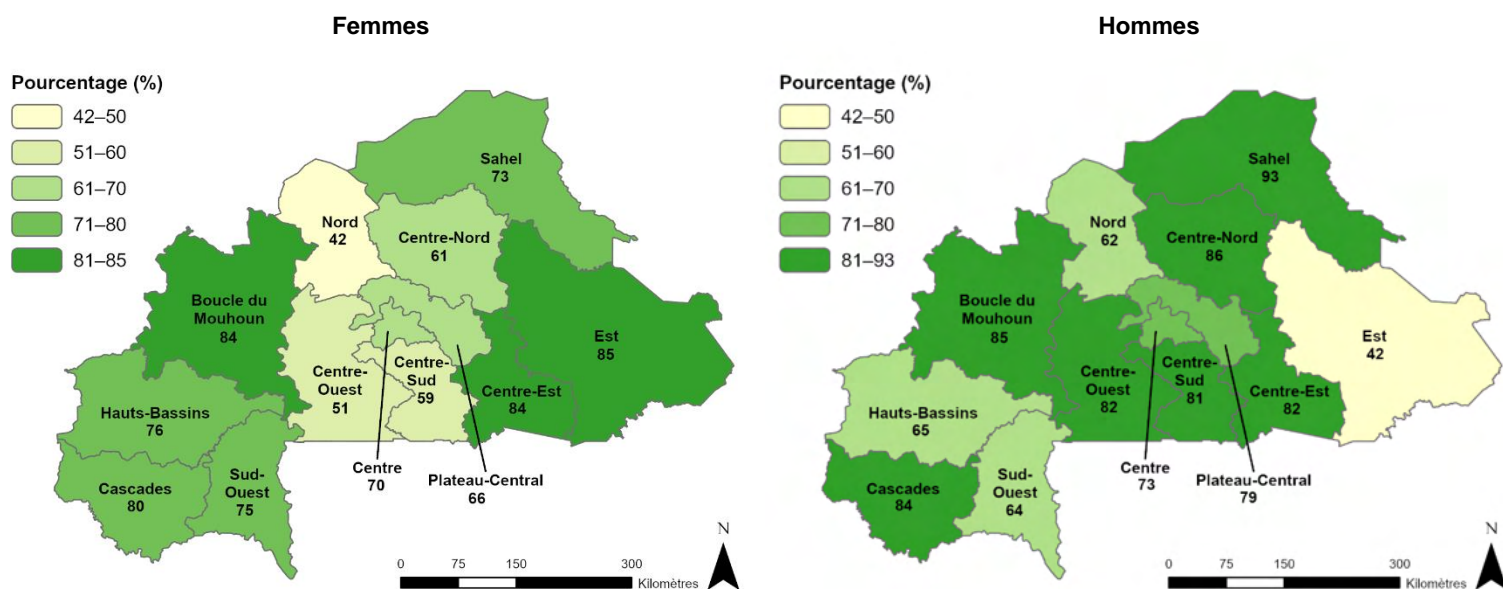 Femmes
Pourcentage (%)
42–50
51–60
61–70
71–80
81–85
Sahel
73
Nord
42
Centre-Nord
61
Boucle du
Mouhoun
84
Est
85
Centre-
Ouest
51
Centre-
Sud
59
Centre-Est
84
Hauts-Bassins
76
Centre
70
Plateau-Central
66
Cascades
80
Sud-
Ouest
75
N
0 75 150 300
Kilomètres
Hommes
Pourcentage (%)
42–50
51–60
61–70
71–80
81–93
Sahel
93
Nord
62
Centre-Nord
86
Boucle du
Mouhoun
85
Est
42
Centre-
Ouest
82
Centre-
Sud
81
Centre-Est
82
Hauts-Bassins
65
Centre
73
Plateau-Central
79
Cascades
84
Sud-
Ouest
64
N
0 75 150 300
Kilomètres